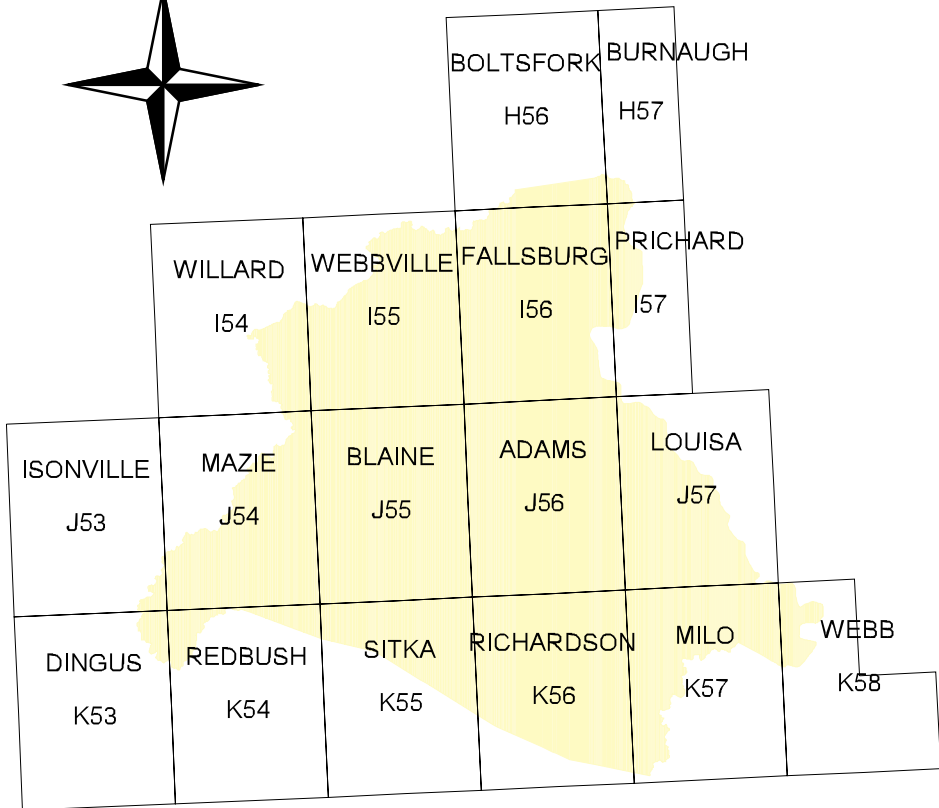 BOLTSFORK
H56
BURNAUGH
H57
WILLARD
I54
WEBBVILLE
I55
FALLSBURG
I56
PRICHARD
I57
ISONVILLE
J53
MAZIE
J54
BLAINE
J55
ADAMS
J56
LOUISA
J57
DINGUS
K53
REDBUSH
K54
SITKA
K55
RICHARDSON
K56
MILO
K57
WEBB
K58